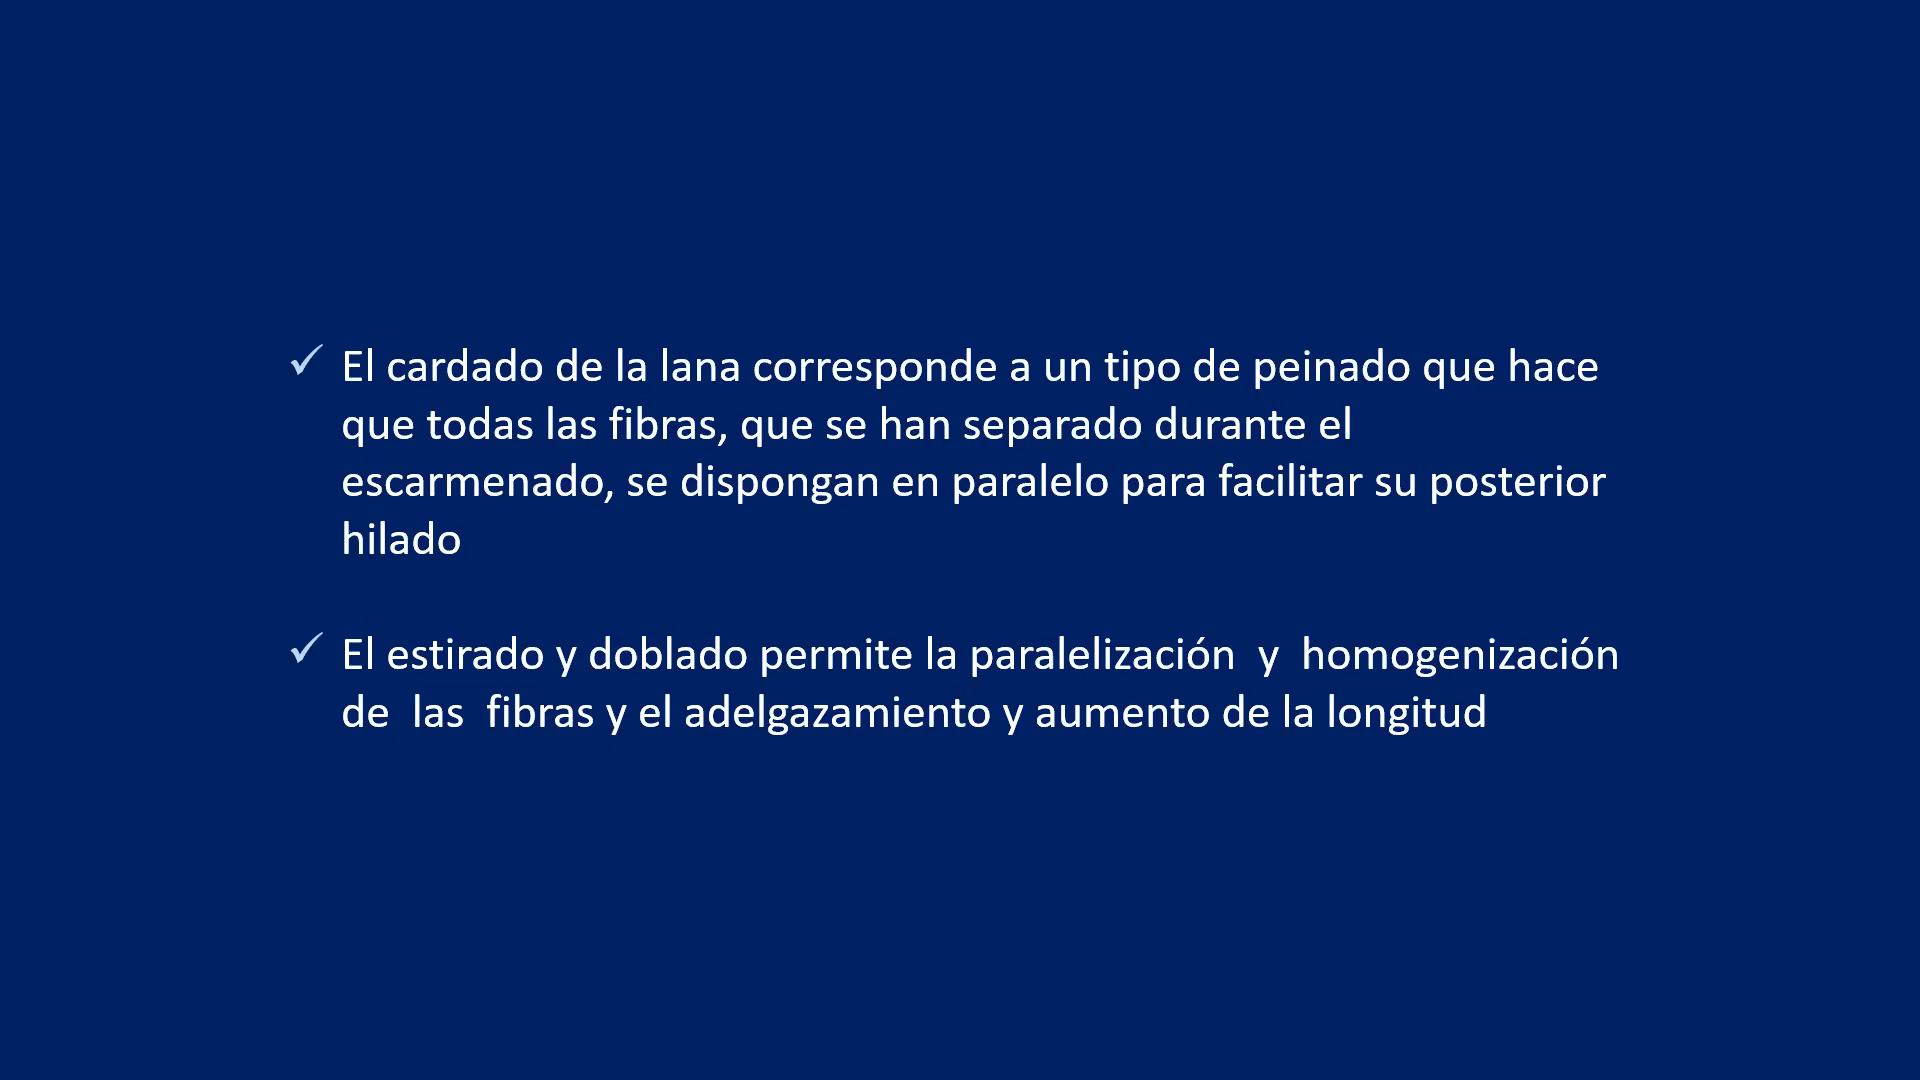 ✓ El cardado de la lana corresponde a un tipo de peinado que hace
que todas las fibras, que se han separado durante el
escarmenado, se dispongan en paralelo para facilitar su posterior
hilado
✓ El estirado y doblado permite la paralelización  y  homogenización
de  las  fibras y el adelgazamiento y aumento de la longitud